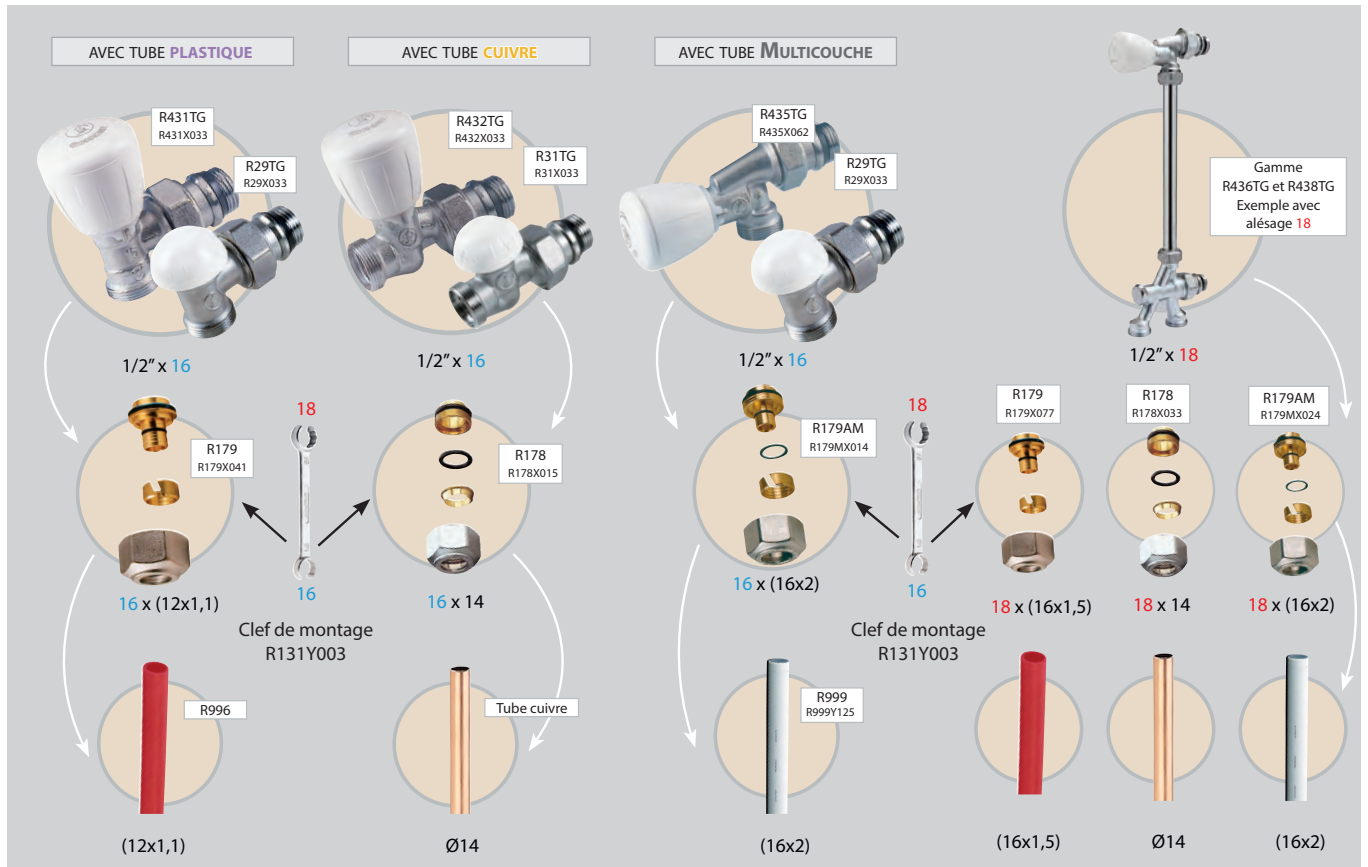 AVEC TUBE PLASTIQUE
R431TG
R431X033
R29TG
R29X033
1/2” x 16
R179
R179X041
16 x (12x1,1)
R996
(12x1,1)
18
16
Clef de montage
R131Y003
AVEC TUBE CUIVRE
R432TG
R432X033
R31TG
R31X033
1/2” x 16
R178
R178X015
16 x 14
Tube cuivre
Ø14
AVEC TUBE MULTICOUCHE
R435TG
R435X062
R29TG
R29X033
1/2” x 16
R179AM
R179MX014
16 x (16x2)
R999
R999Y125
(16x2)
18
16
Clef de montage
R131Y003
Gamme
R436TG et R438TG
Exemple avec
alésage 18
1/2” x 18
R179
R179X077
18 x (16x1,5)
(16x1,5)
R178
R178X033
18 x 14
Ø14
R179AM
R179MX024
18 x (16x2)
(16x2)